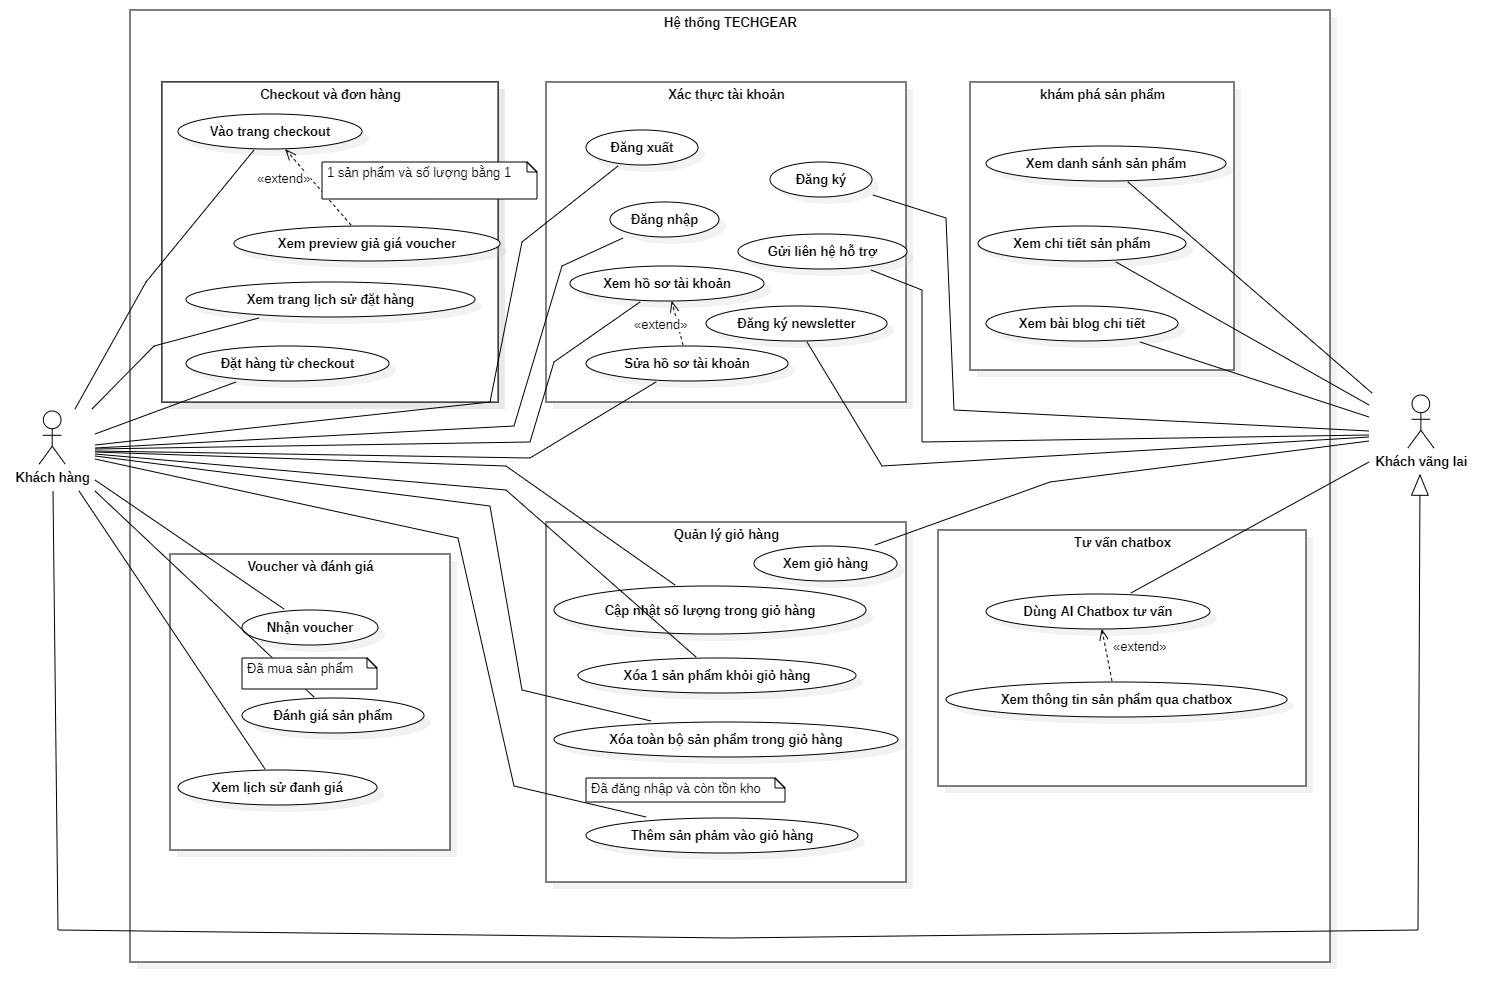 Hệ thống TECHGEAR
Checkout và đơn hàng
Vào trang checkout
«extend»
1 sản phẩm và số lượng bằng 1
Xem preview giả giá voucher
Xem trang lịch sử đặt hàng
Đặt hàng từ checkout
Xác thực tài khoản
Đăng xuất
Đăng ký
Đăng nhập
Gửi liên hệ hỗ trợ
Xem hồ sơ tài khoản
«extend»
Đăng ký newsletter
Sửa hồ sơ tài khoản
khám phá sản phẩm
Xem danh sánh sản phẩm
Xem chi tiết sản phẩm
Xem bài blog chi tiết
Khách hàng
Khách vãng lai
Voucher và đánh giá
Nhận voucher
Đã mua sản phẩm
Đánh giá sản phẩm
Xem lịch sử đanh giá
Quản lý giỏ hàng
Xem giỏ hàng
Cập nhật số lượng trong giỏ hàng
Xóa 1 sản phẩm khỏi giỏ hàng
Xóa toàn bộ sản phẩm trong giỏ hàng
Đã đăng nhập và còn tồn kho
Thêm sản phảm vào giỏ hàng
Tư vấn chatbox
Dùng AI Chatbox tư vấn
«extend»
Xem thông tin sản phẩm qua chatbox